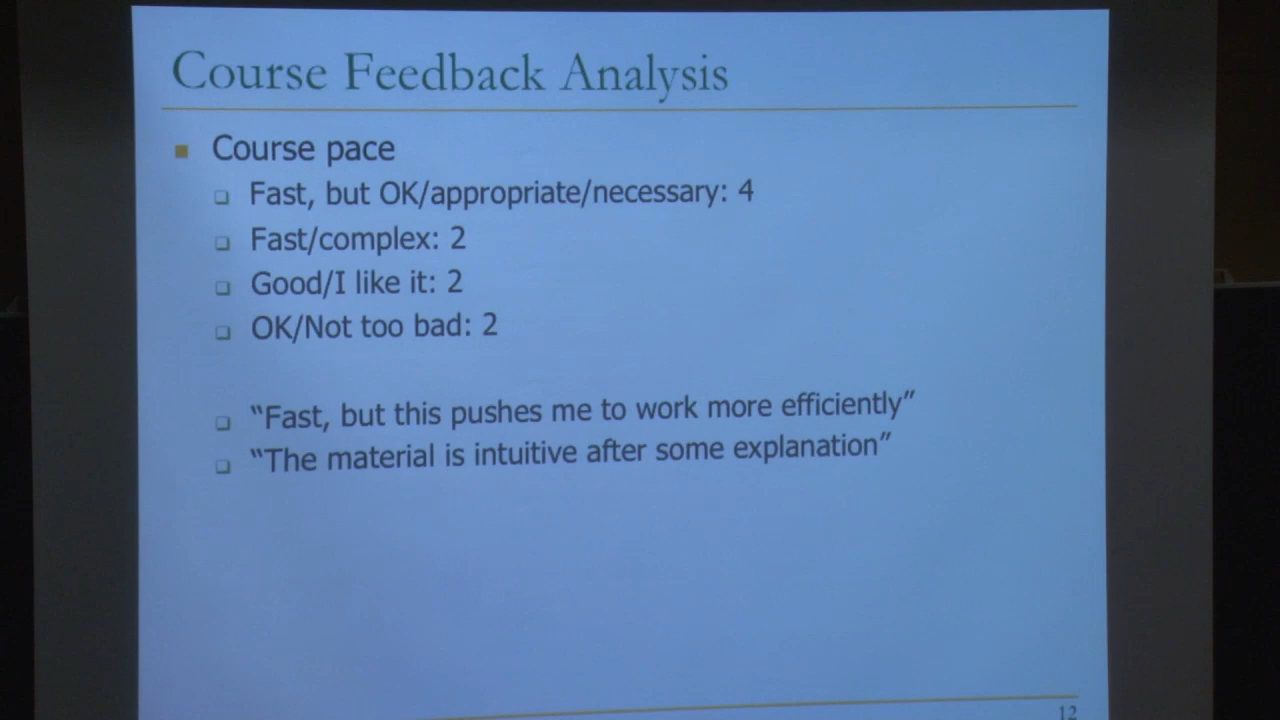 Course Feedback Analysis
Course pace
Fast, but OK/appropriate/necessary: 4
Fast/complex: 2
Good/I like it: 2
OK/Not too bad: 2
“Fast, but this pushes me to work more efficiently”
“The material is intuitive after some explanation”
12